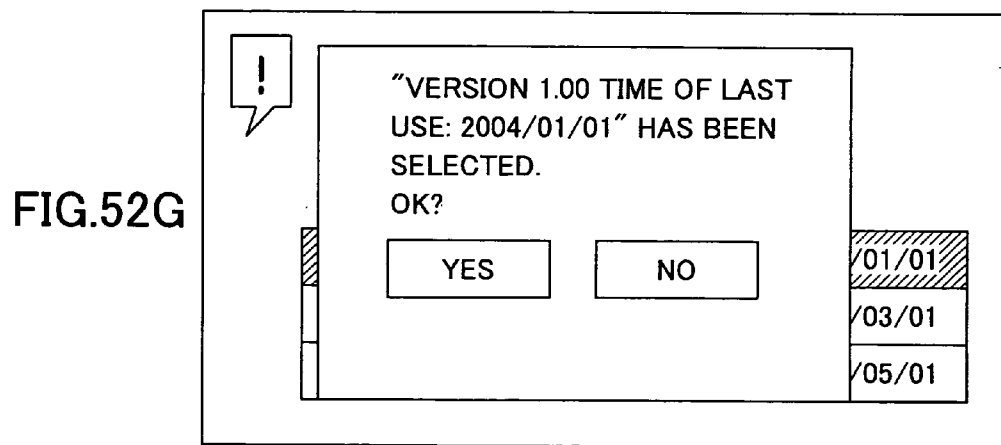 !
"VERSION 1.00 TIME OF LAST
USE: 2004/01/01" HAS BEEN
SELECTED.
OK?
FIG.52G
YES NO
/01/01
/03/01
/05/01